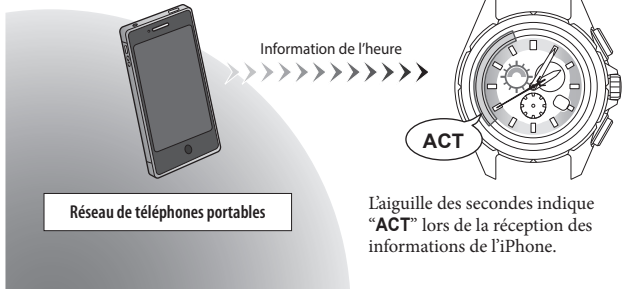 Information de l'heure
ACT
Réseau de téléphones portables
L'aiguille des secondes indique
“ACT” lors de la réception des
informations de l'iPhone.